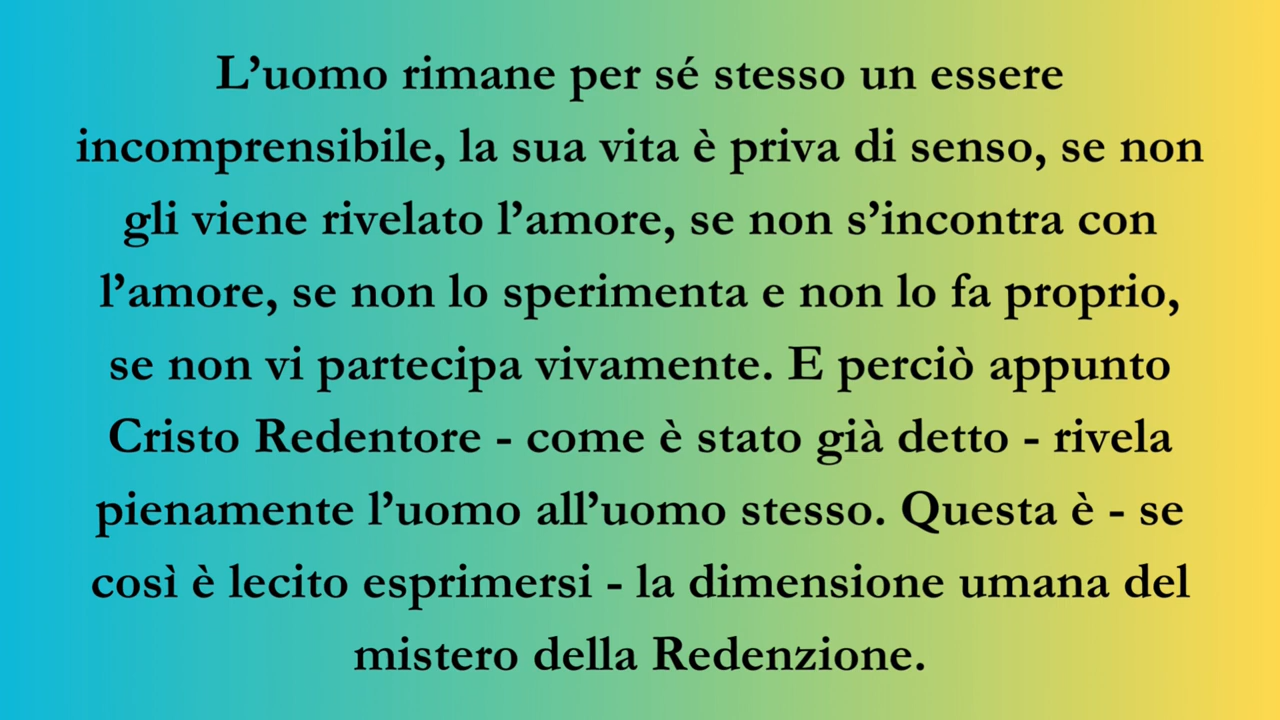 L’uomo rimane per sé stesso un essere
incomprensibile, la sua vita è priva di senso, se non
gli viene rivelato l’amore, se non s’incontra con
l’amore, se non lo sperimenta e non lo fa proprio,
se non vi partecipa vivamente. E perciò appunto
Cristo Redentore - come è stato già detto - rivela
pienamente l’uomo all’uomo stesso. Questa è - se
così è lecito esprimersi - la dimensione umana del
mistero della Redenzione.